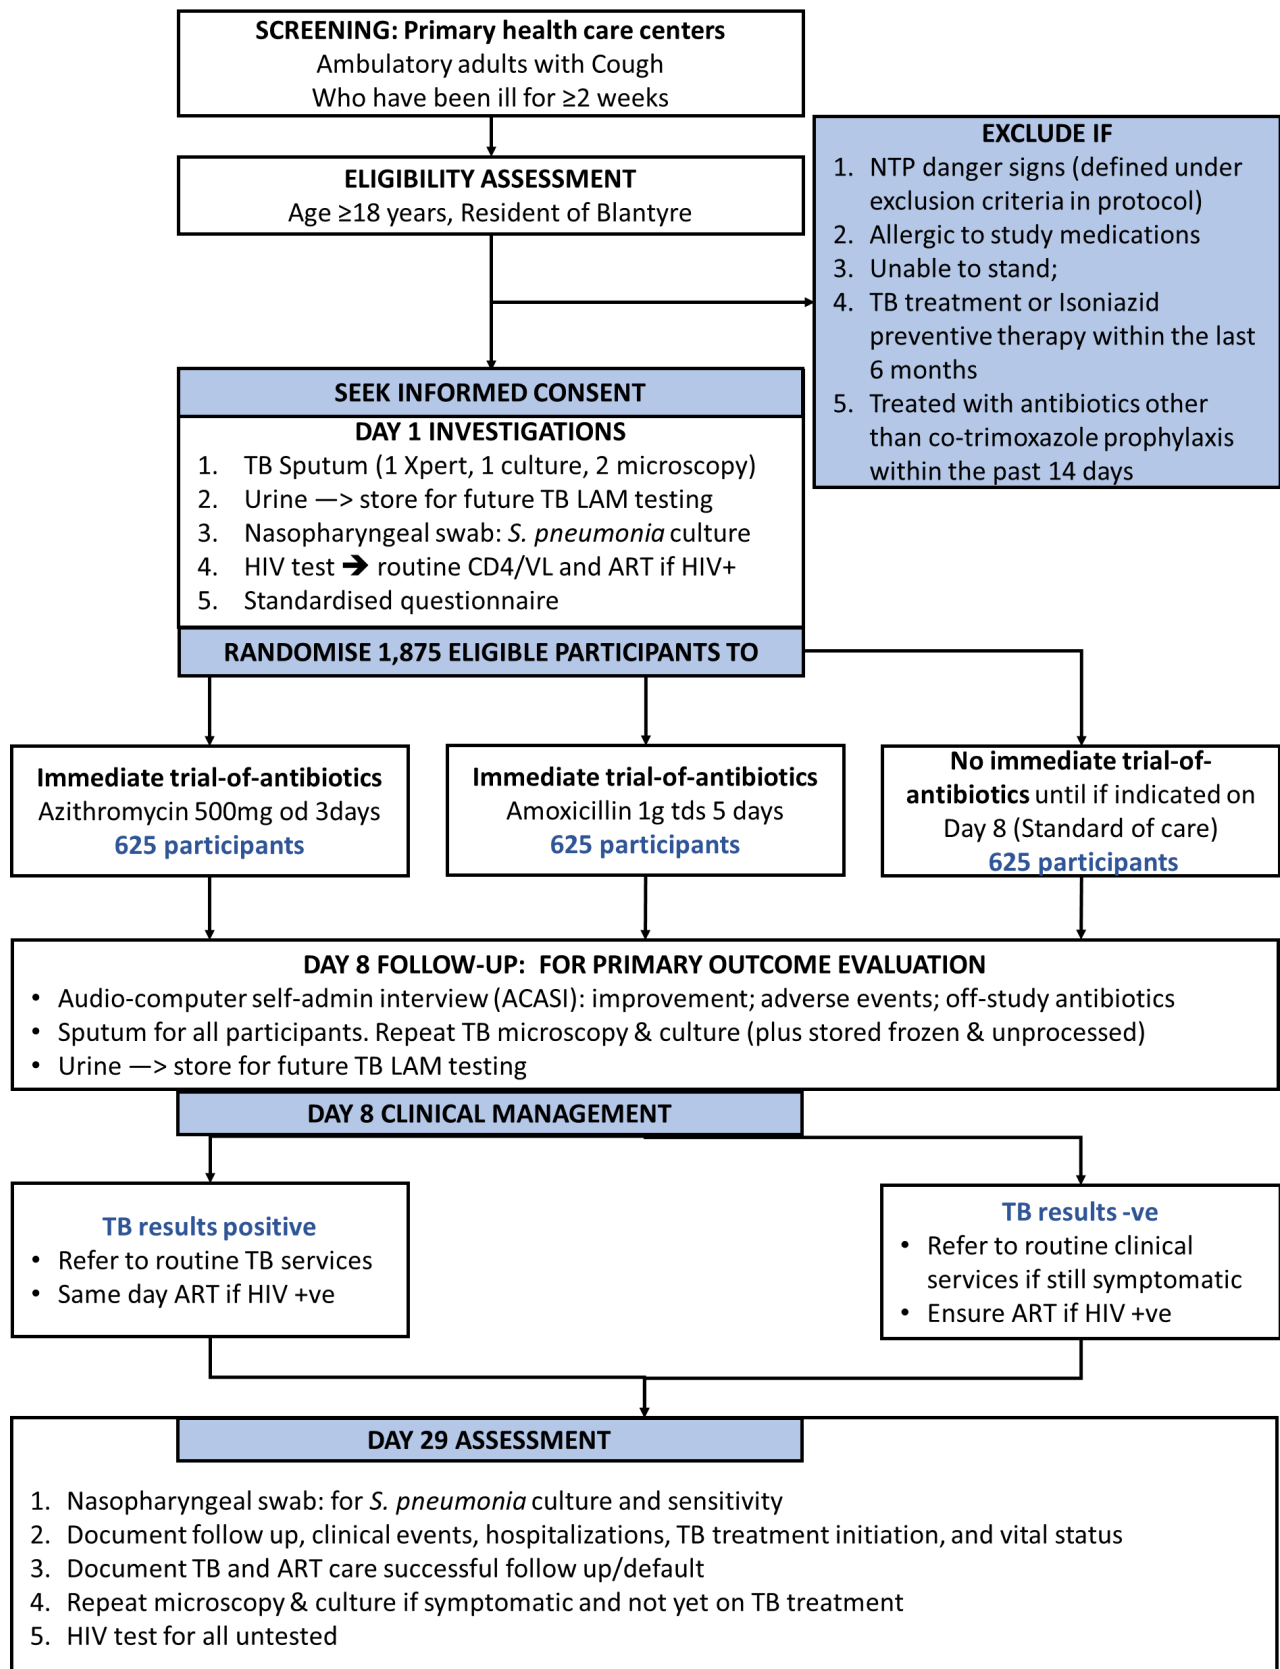 SCREENING: Primary health care centers
Ambulatory adults with Cough
Who have been ill for ≥2 weeks
ELIGIBILITY ASSESSMENT
Age ≥18 years, Resident of Blantyre
EXCLUDE IF
1. NTP danger signs (defined under
exclusion criteria in protocol)
2. Allergic to study medications
3. Unable to stand;
4. TB treatment or Isoniazid
preventive therapy within the last
6 months
5. Treated with antibiotics other
than co-trimoxazole prophylaxis
within the past 14 days
SEEK INFORMED CONSENT
DAY 1 INVESTIGATIONS
1. TB Sputum (1 Xpert, 1 culture, 2 microscopy)
2. Urine —> store for future TB LAM testing
3. Nasopharyngeal swab: S. pneumonia culture
4. HIV test 🡺 routine CD4/VL and ART if HIV+
5. Standardised questionnaire
RANDOMISE 1,875 ELIGIBLE PARTICIPANTS TO
Immediate trial-of-antibiotics
Azithromycin 500mg od 3days
625 participants
Immediate trial-of-antibiotics
Amoxicillin 1g tds 5 days
625 participants
No immediate trial-of-
antibiotics until if indicated on
Day 8 (Standard of care)
625 participants
DAY 8 FOLLOW-UP: FOR PRIMARY OUTCOME EVALUATION
• Audio-computer self-admin interview (ACASI): improvement; adverse events; off-study antibiotics
• Sputum for all participants. Repeat TB microscopy & culture (plus stored frozen & unprocessed)
• Urine —> store for future TB LAM testing
DAY 8 CLINICAL MANAGEMENT
TB results positive
• Refer to routine TB services
• Same day ART if HIV +ve
TB results -ve
• Refer to routine clinical
services if still symptomatic
• Ensure ART if HIV +ve
DAY 29 ASSESSMENT
1. Nasopharyngeal swab: for S. pneumonia culture and sensitivity
2. Document follow up, clinical events, hospitalizations, TB treatment initiation, and vital status
3. Document TB and ART care successful follow up/default
4. Repeat microscopy & culture if symptomatic and not yet on TB treatment
5. HIV test for all untested